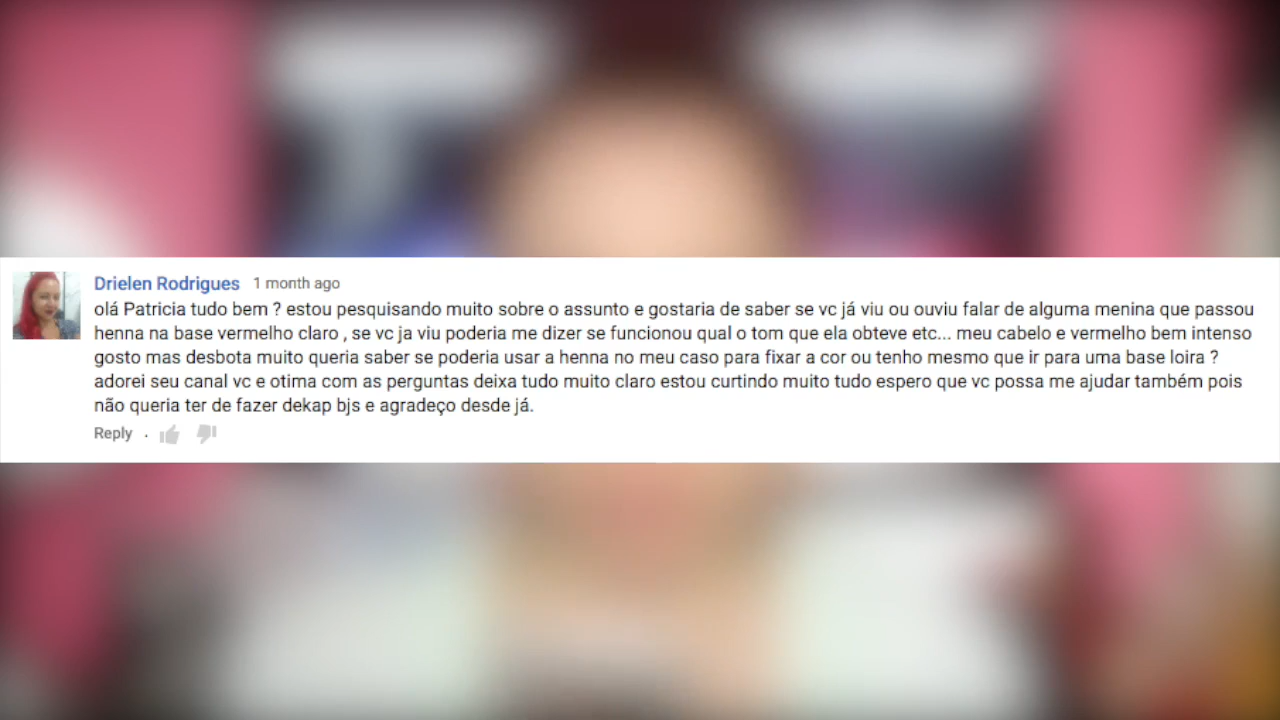 Drielen Rodrigues 1 month ago
olá Patricia tudo bem ? estou pesquisando muito sobre o assunto e gostaria de saber se vc já viu ou ouviu falar de alguma menina que passou
henna na base vermelho claro , se vc ja viu poderia me dizer se funcionou qual o tom que ela obteve etc... meu cabelo e vermelho bem intenso
gosto mas desbota muito queria saber se poderia usar a henna no meu caso para fixar a cor ou tenho mesmo que ir para uma base loira ?
adorei seu canal vc e otima com as perguntas deixa tudo muito claro estou curtindo muito tudo espero que vc possa me ajudar também pois
não queria ter de fazer dekap bjs e agradeço desde já.
Reply .